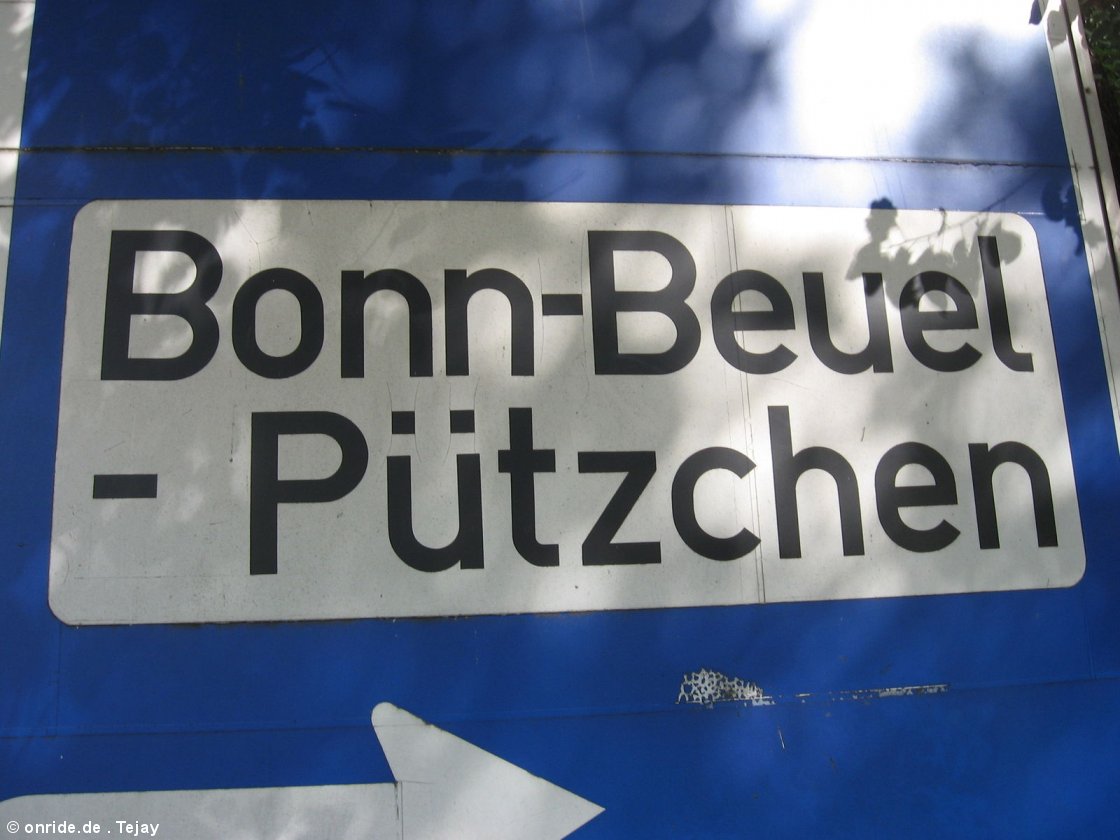 Bonn-Beuel
- Pützchen
© onride.de . Tejay